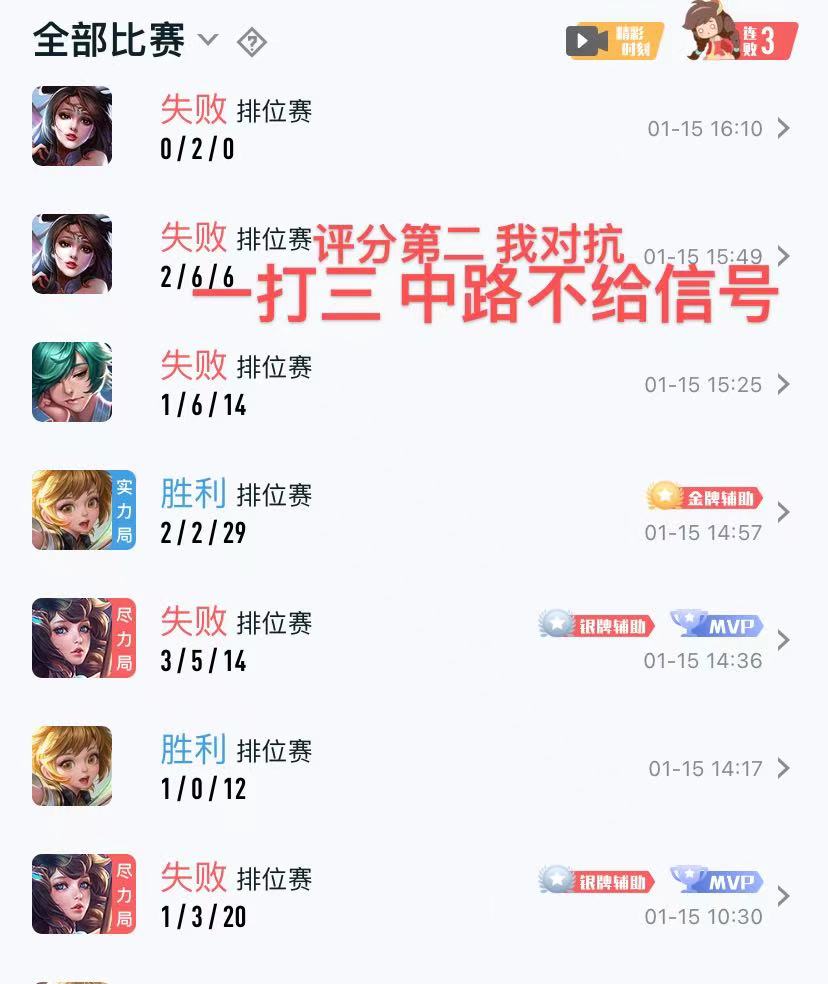 全部比赛
精彩时刻
连败3
失败 排位赛
0/2/0
01-15 16:10
失败 排位赛
评分第二 我对抗
01-15 15:49
2/6/6
一打三 中路不给信号
失败 排位赛
1/6/14
01-15 15:25
实力局
胜利 排位赛
金牌辅助
2/2/29
01-15 14:57
尽力局
失败 排位赛
银牌辅助 MVP
3/5/14
01-15 14:36
胜利 排位赛
1/0/12
01-15 14:17
尽力局
失败 排位赛
银牌辅助 MVP
1/3/20
01-15 10:30